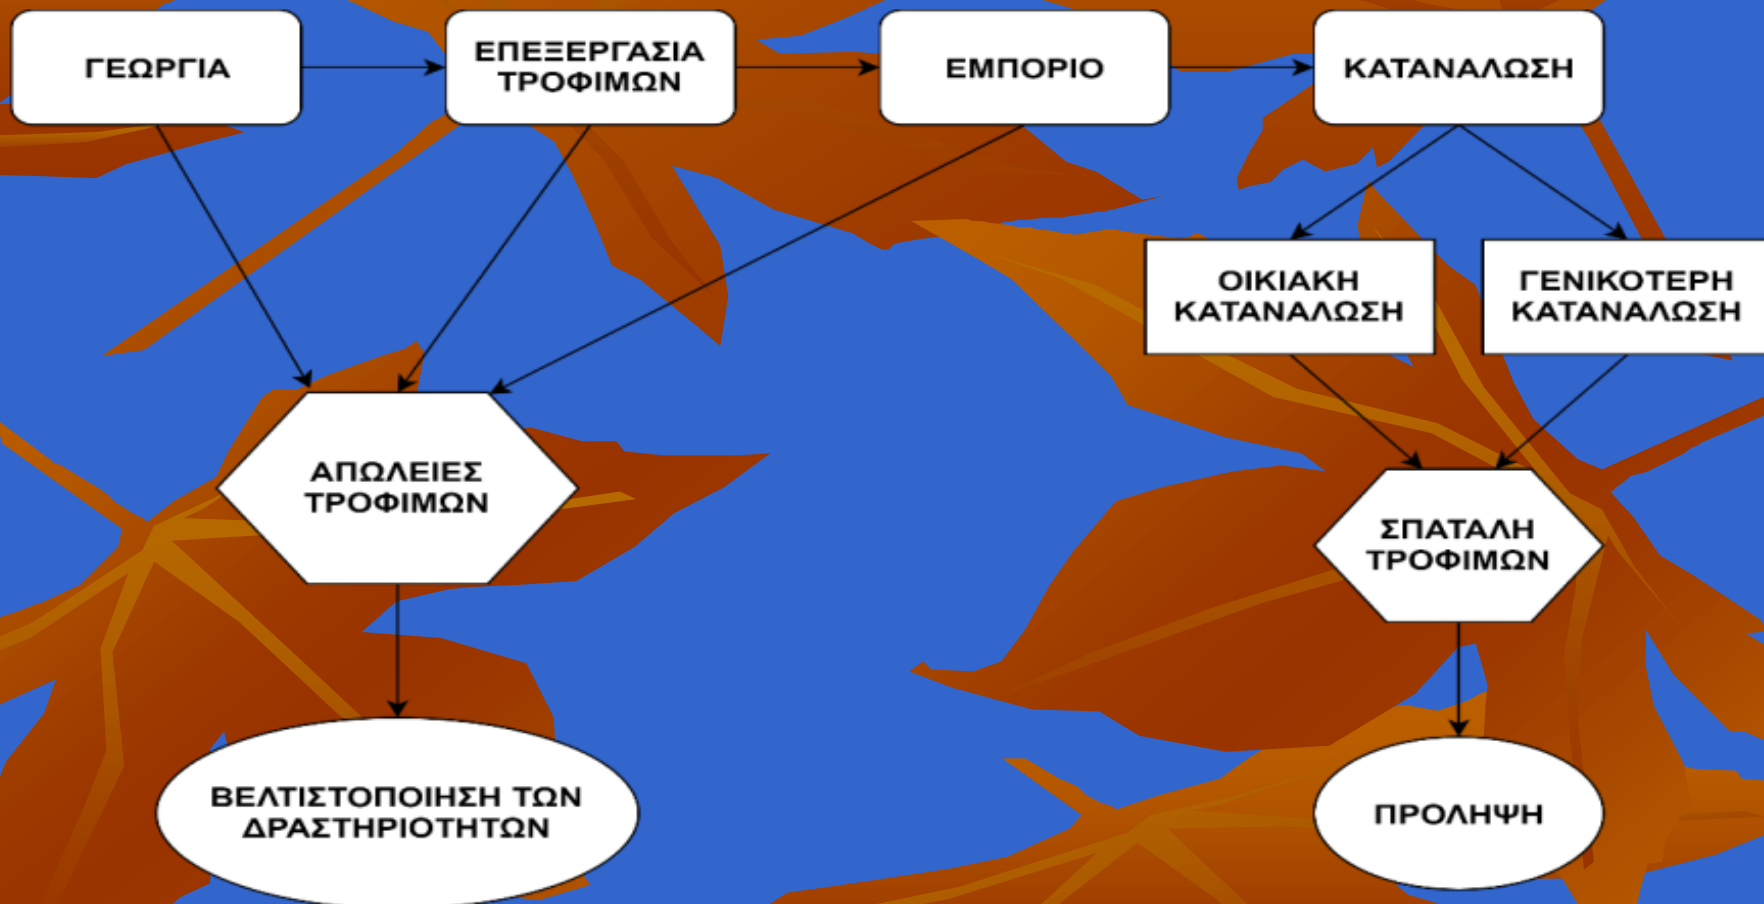 ΓΕΩΡΓΙΑ
ΕΠΕΞΕΡΓΑΣΙΑ
ΤΡΟΦΙΜΩΝ
ΕΜΠΟΡΙΟ
ΚΑΤΑΝΑΛΩΣΗ
ΟΙΚΙΑΚΗ
ΚΑΤΑΝΑΛΩΣΗ
ΓΕΝΙΚΟΤΕΡΗ
ΚΑΤΑΝΑΛΩΣΗ
ΑΠΩΛΕΙΕΣ
ΤΡΟΦΙΜΩΝ
ΣΠΑΤΑΛΗ
ΤΡΟΦΙΜΩΝ
ΒΕΛΤΙΣΤΟΠΟΙΗΣΗ ΤΩΝ
ΔΡΑΣΤΗΡΙΟΤΗΤΩΝ
ΠΡΟΛΗΨΗ